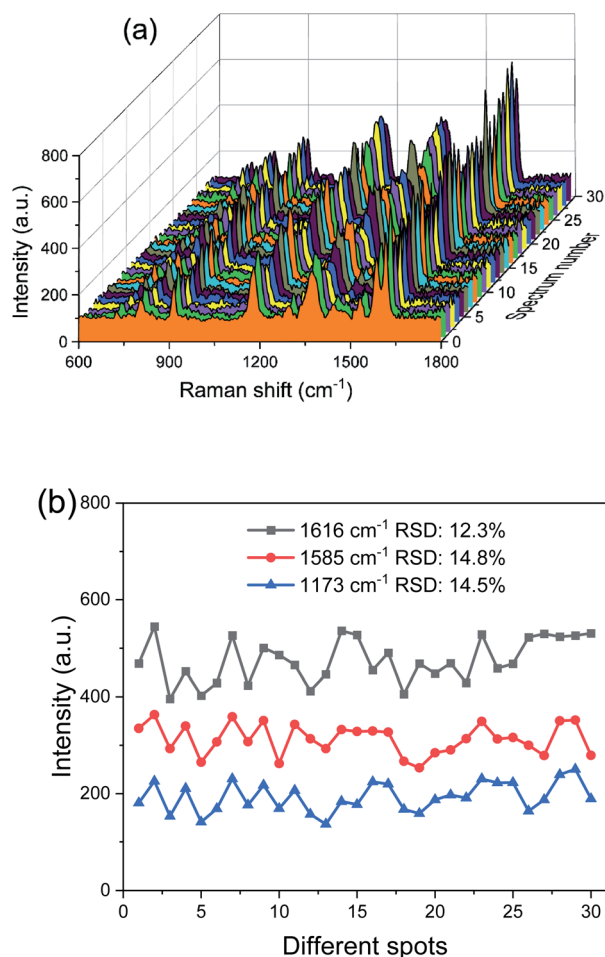 (a)
800
600
400
200
0
Intensity (a.u.)
600 900 1200 1500 1800
Raman shift (cm⁻¹)
0
5
10
15
20
25
30
Spectum number
(b)
800
600
400
200
0
Intensity (a.u.)
1616 cm⁻¹ RSD: 12.3%
1585 cm⁻¹ RSD: 14.8%
1173 cm⁻¹ RSD: 14.5%
0 5 10 15 20 25 30
Different spots